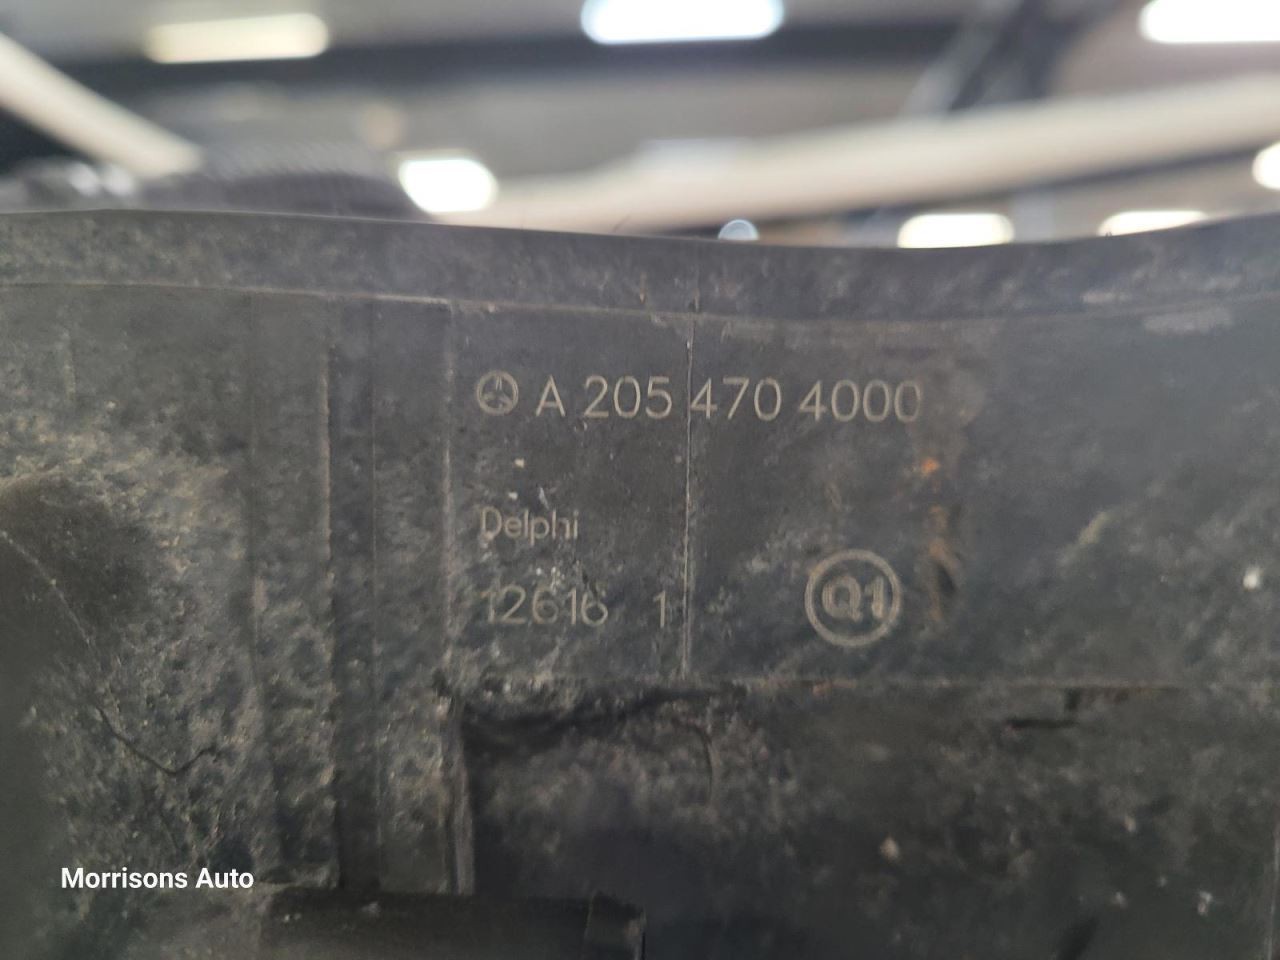 A 205 470 4000
Delphi
12616 1
Q1
Morrisons Auto